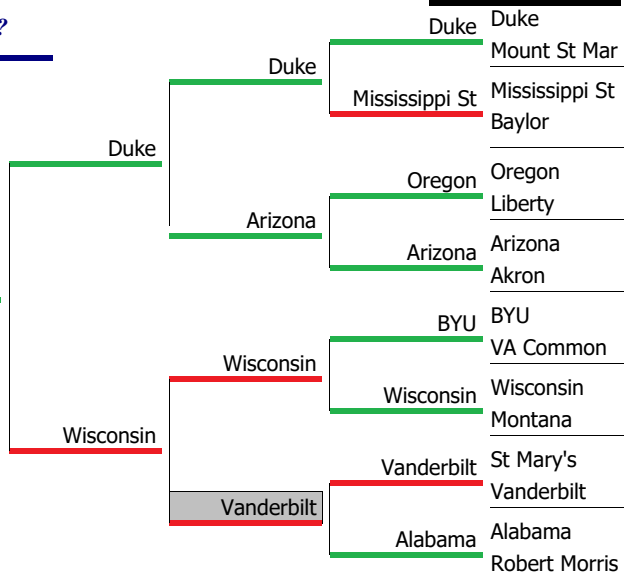 ?
Duke
Wisconsin
Duke
Arizona
Wisconsin
Vanderbilt
Duke
Mississippi St
Oregon
Arizona
BYU
Wisconsin
Vanderbilt
Alabama
Duke
Mount St Mar
Mississippi St
Baylor
Oregon
Liberty
Arizona
Akron
BYU
VA Common
Wisconsin
Montana
St Mary's
Vanderbilt
Alabama
Robert Morris